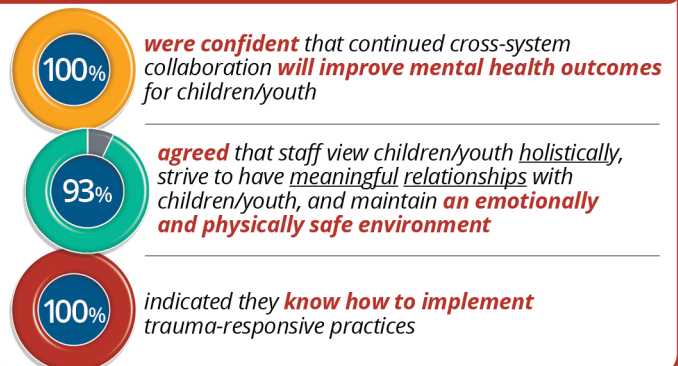 100%
were confident that continued cross-system
collaboration will improve mental health outcomes
for children/youth
93%
agreed that staff view children/youth holistically,
strive to have meaningful relationships with
children/youth, and maintain an emotionally
and physically safe environment
100%
indicated they know how to implement
trauma-responsive practices